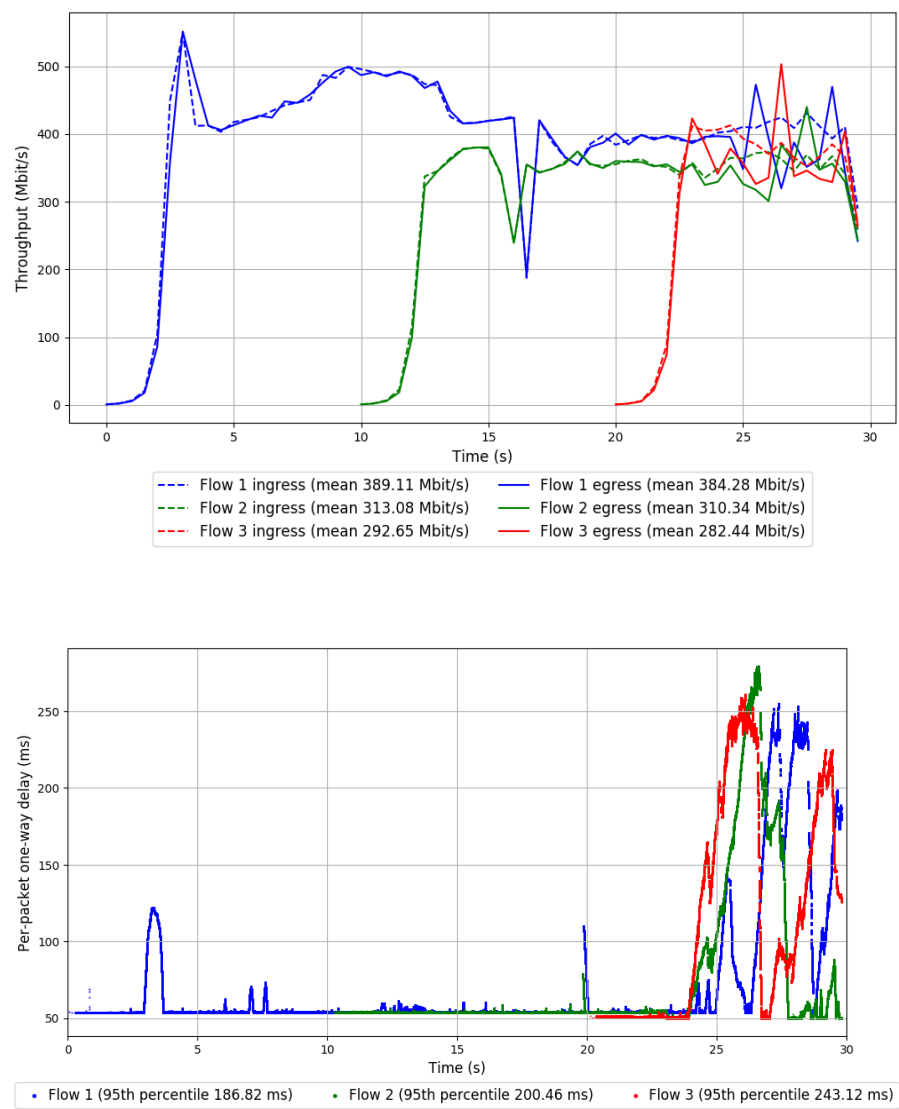 500
400
300
200
100
0
Throughput (Mbit/s)
0 5 10 15 20 25 30
Time (s)
Flow 1 ingress (mean 389.11 Mbit/s) Flow 1 egress (mean 384.28 Mbit/s)
Flow 2 ingress (mean 313.08 Mbit/s) Flow 2 egress (mean 310.34 Mbit/s)
Flow 3 ingress (mean 292.65 Mbit/s) Flow 3 egress (mean 282.44 Mbit/s)
250
200
150
100
50
Per-packet one-way delay (ms)
0 5 10 15 20 25 30
Time (s)
Flow 1 (95th percentile 186.82 ms) Flow 2 (95th percentile 200.46 ms) Flow 3 (95th percentile 243.12 ms)